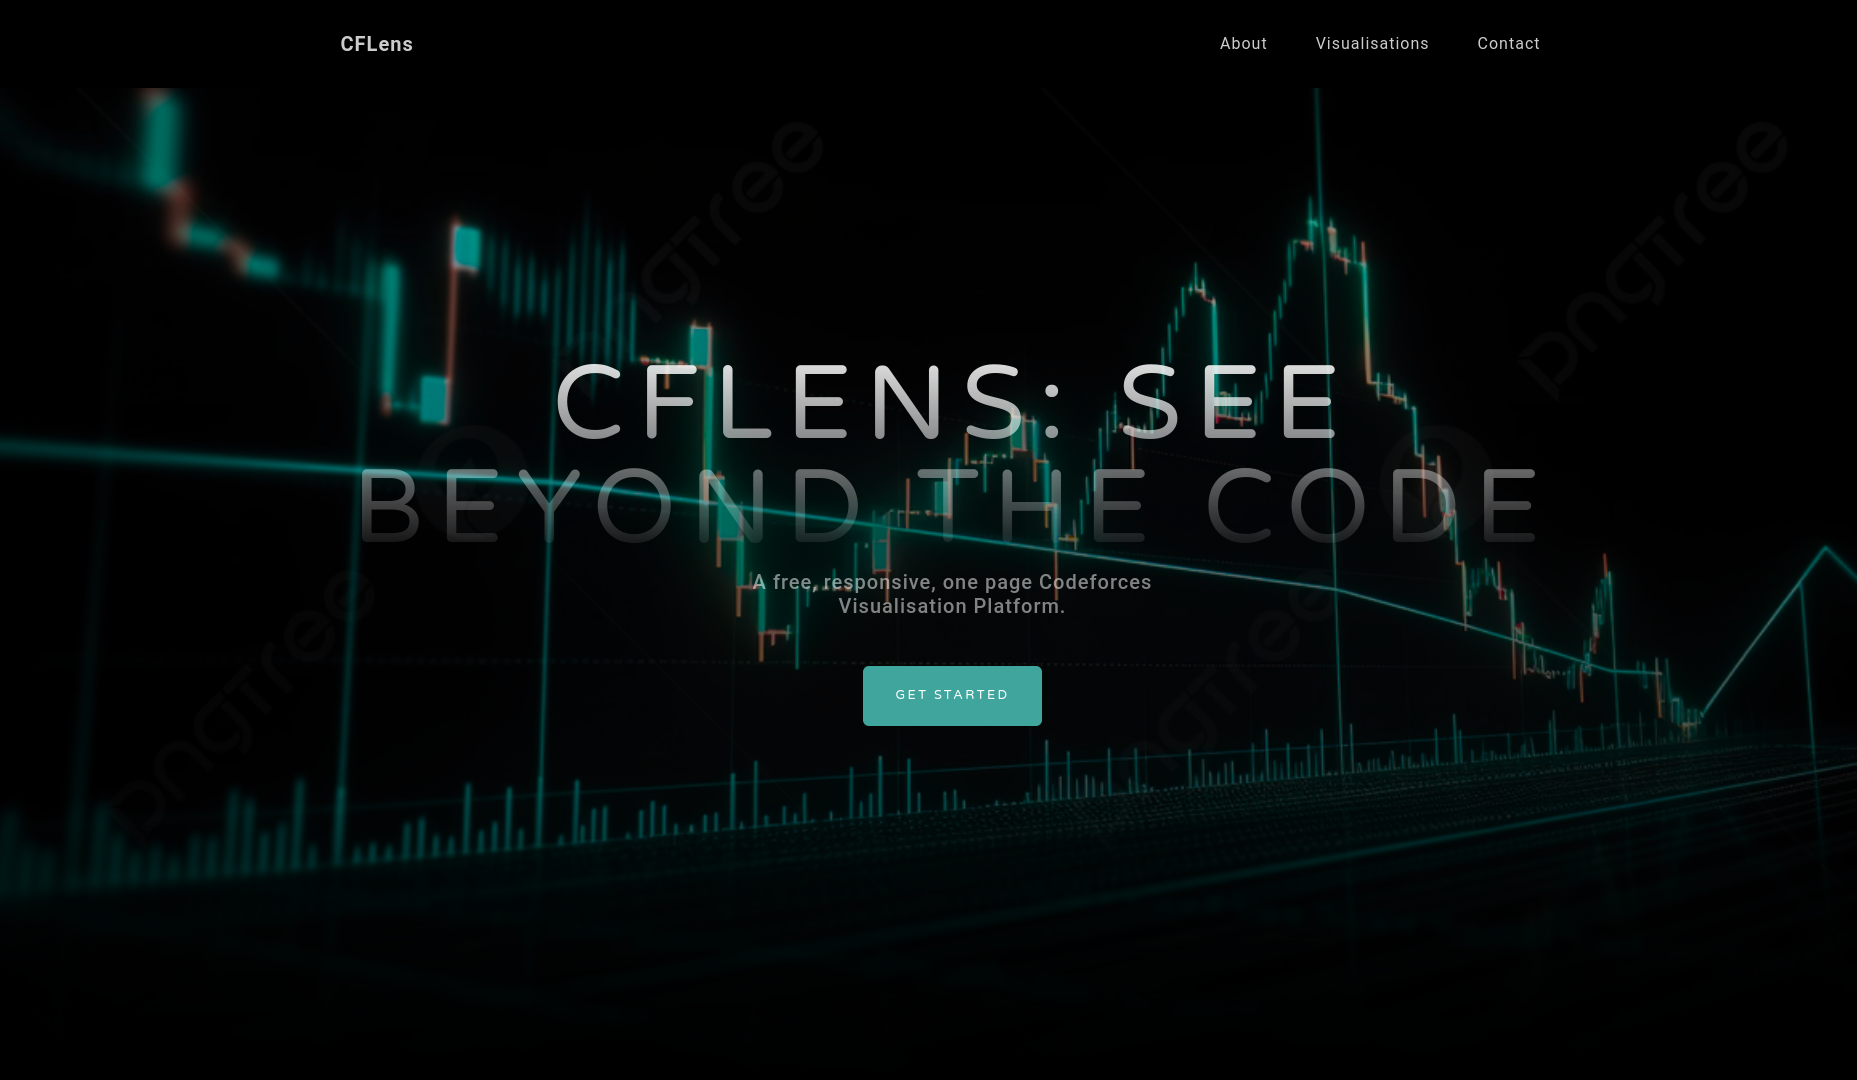 CFLens
About Visualisations Contact
CFLENS: SEE
BEYOND THE CODE
A free, responsive, one page Codeforces
Visualisation Platform.
GET STARTED
pngtree
pngtree
pngtree
pngtree